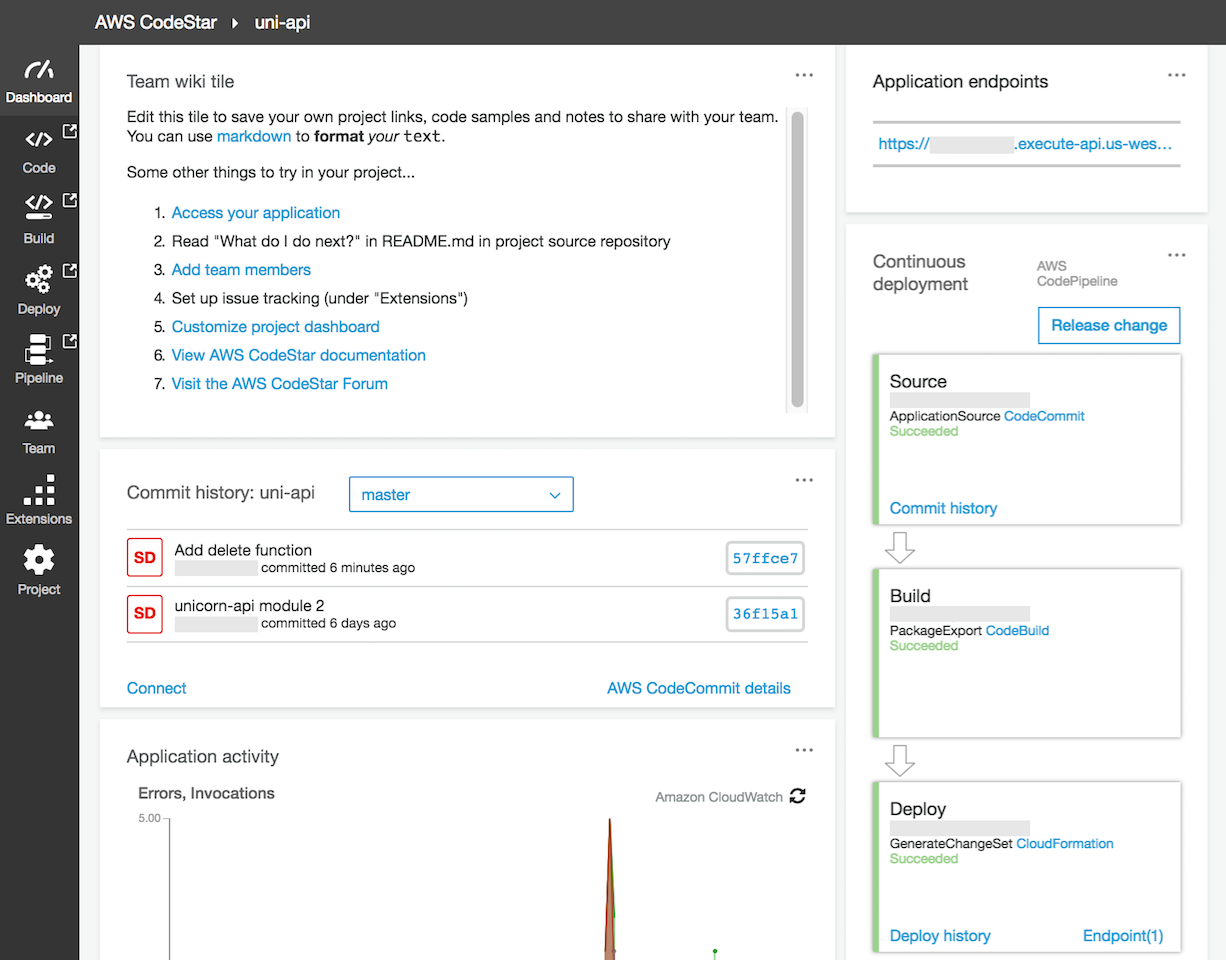 AWS CodeStar ▸ uni-api
Dashboard
Code
Build
Deploy
Pipeline
Team
Extensions
Project
Team wiki tile
Edit this tile to save your own project links, code samples and notes to share with your team.
You can use markdown to format your text.
Some other things to try in your project...
1. Access your application
2. Read "What do I do next?" in README.md in project source repository
3. Add team members
4. Set up issue tracking (under "Extensions")
5. Customize project dashboard
6. View AWS CodeStar documentation
7. Visit the AWS CodeStar Forum
Commit history: uni-api
master
SD
Add delete function
committed 6 minutes ago
57ffce7
SD
unicorn-api module 2
committed 6 days ago
36f15a1
Connect
AWS CodeCommit details
Application activity
Errors, Invocations
Amazon CloudWatch
5.00
Application endpoints
https:// .execute-api.us-wes...
Continuous
deployment
AWS
CodePipeline
Release change
Source
ApplicationSource CodeCommit
Succeeded
Commit history
Build
PackageExport CodeBuild
Succeeded
Deploy
GenerateChangeSet CloudFormation
Succeeded
Deploy history
Endpoint(1)